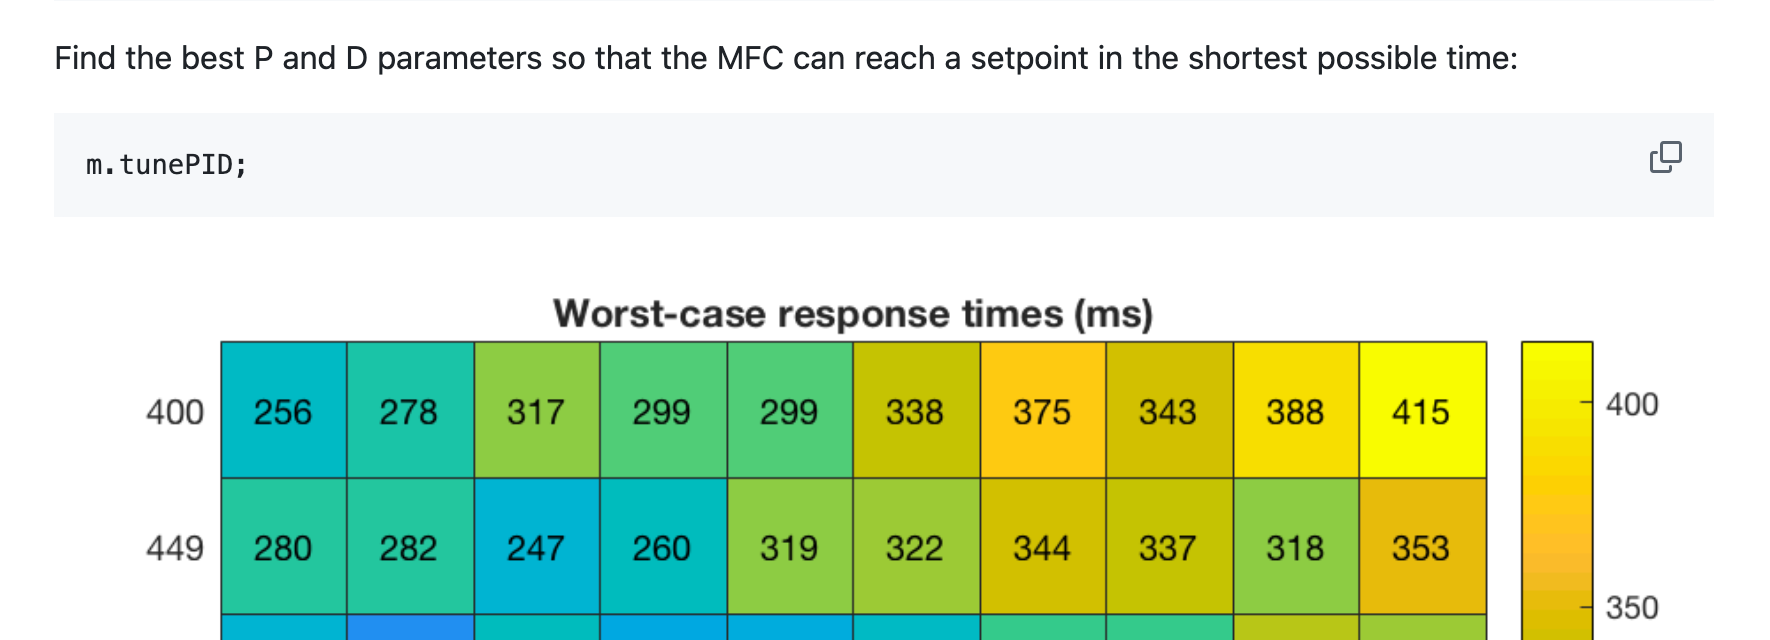 Find the best P and D parameters so that the MFC can reach a setpoint in the shortest possible time:
m.tunePID;
Worst-case response times (ms)
400 256 278 317 299 299 338 375 343 388 415 400
449 280 282 247 260 319 322 344 337 318 353 350